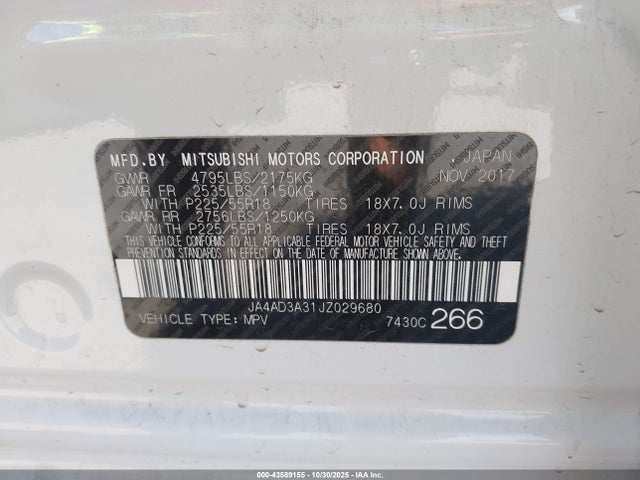 MFD.BY MITSUBISHI MOTORS CORPORATION , JAPAN
GVWR 4795LBS/2175KG NOV.2017
GAWR FR 2535LBS/1150KG
WITH P225/55R18 TIRES 18X7.0J RIMS
GAWR RR 2756LBS/1250KG
WITH P225/55R18 TIRES 18X7.0J RIMS
THIS VEHICLE CONFORMS TO ALL APPLICABLE FEDERAL MOTOR VEHICLE SAFETY AND THEFT
PREVENTION STANDARDS IN EFFECT ON THE DATE OF MANUFACTURE SHOWN ABOVE.
JA4AD3A31JZ029680
VEHICLE TYPE:MPV 7430C 266
000-43589155 - 10/30/2025 - COPYRIGHT © IAA